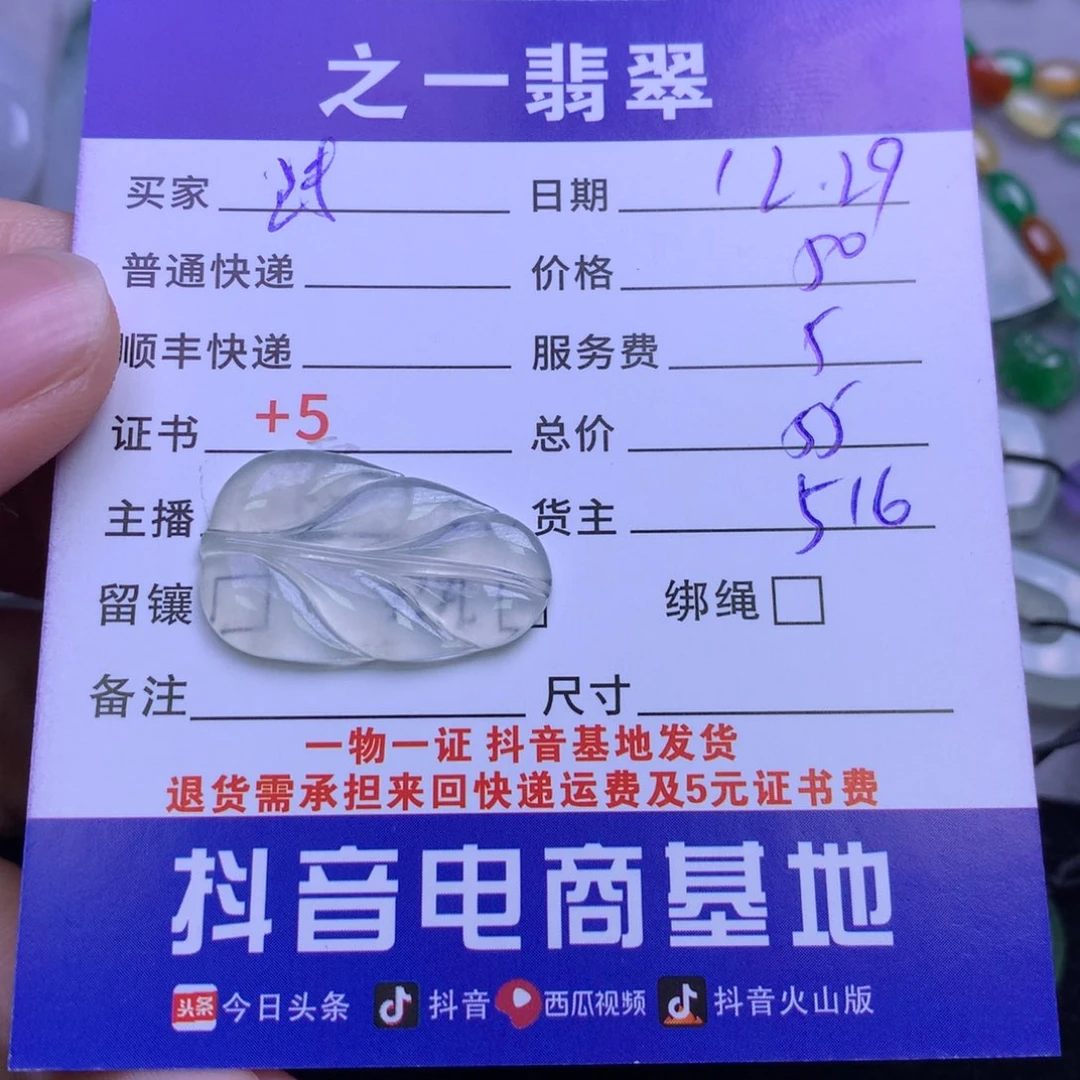 之一翡翠
买家 日期 12.29
普通快递 价格 50
顺丰快递 服务费 5
证书 +5 总价 55
主播 货主 516
留镶 绑绳
备注 尺寸
一物一证 抖音基地发货
退货需承担来回快递运费及5元证书费
抖音电商基地
头条 今日头条 抖音 西瓜视频 抖音火山版